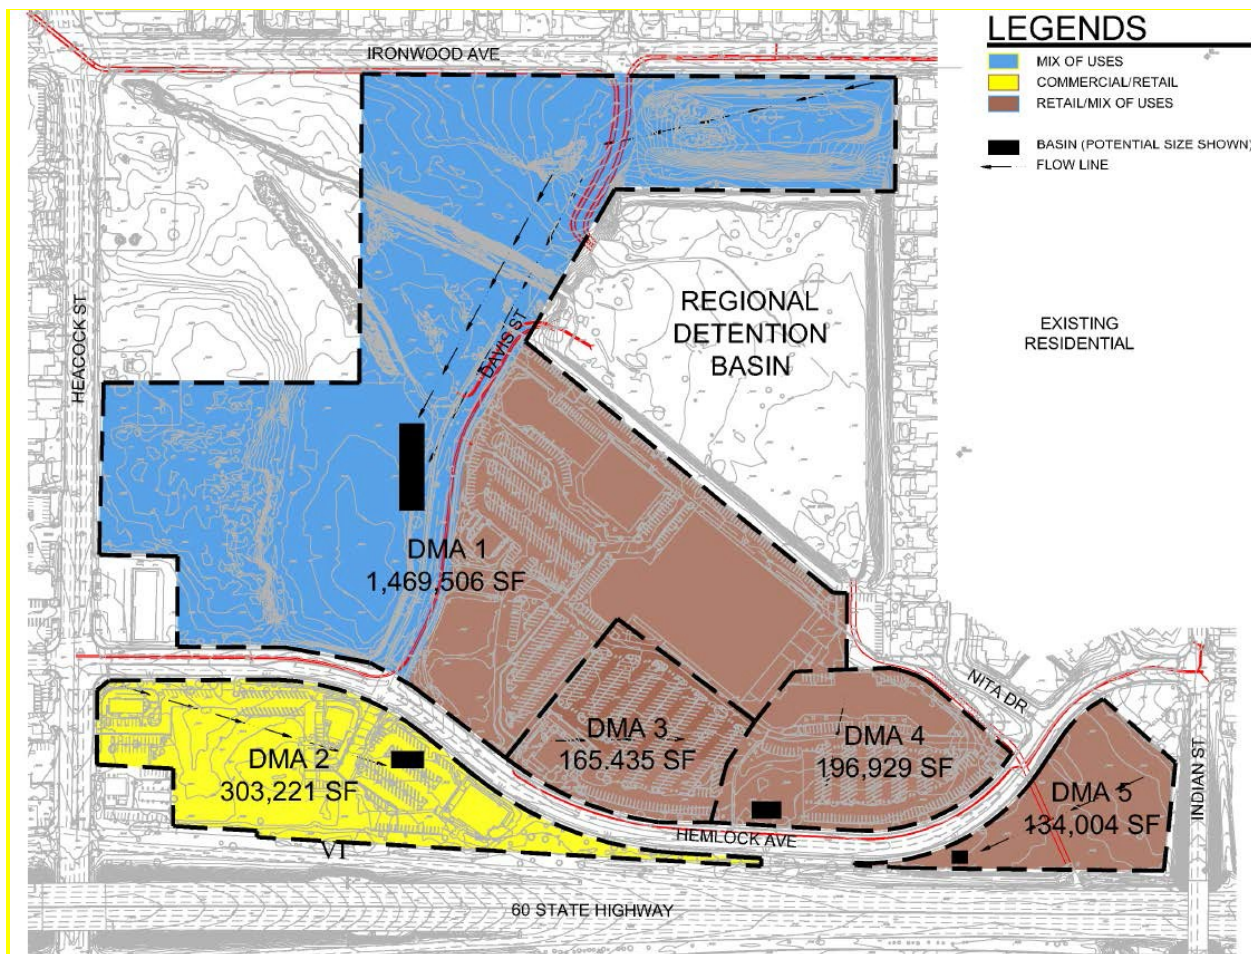 LEGENDS
MIX OF USES
COMMERCIAL/RETAIL
RETAIL/MIX OF USES
BASIN (POTENTIAL SIZE SHOWN)
FLOW LINE
IRONWOOD AVE
HEACOCK ST
DAVIS ST
REGIONAL
DETENTION
BASIN
EXISTING
RESIDENTIAL
DMA 1
1,469,506 SF
NITA DR
DMA 2
303,221 SF
DMA 3
165.435 SF
DMA 4
196,929 SF
DMA 5
134,004 SF
INDIAN ST
HEMLOCK AVE
VI
60 STATE HIGHWAY